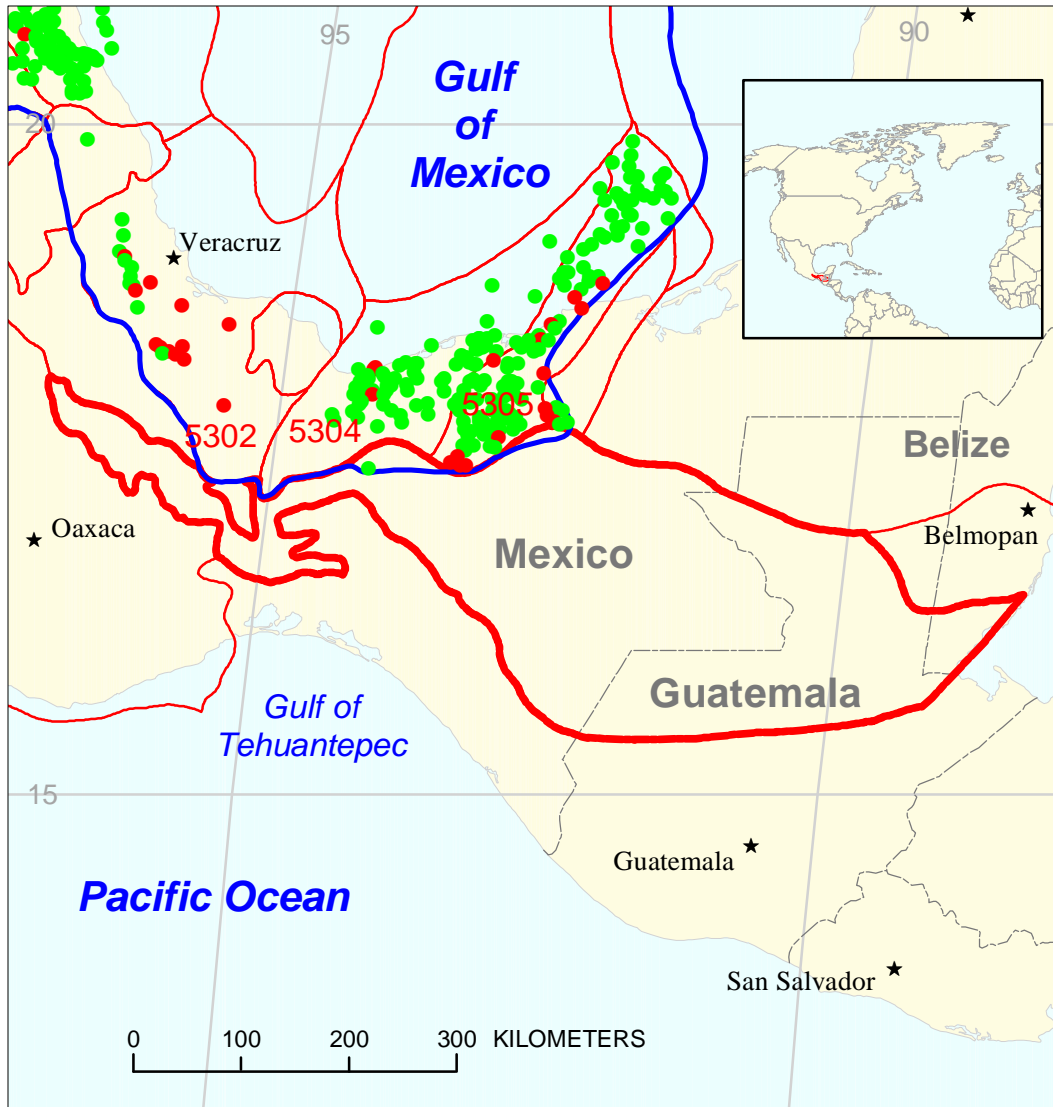 95
90
Gulf
of
Mexico
20
Veracruz
5302
5304
5305
Belize
Oaxaca
Mexico
Belmopan
Guatemala
Gulf of
Tehuantepec
15
Guatemala
Pacific Ocean
San Salvador
0 100 200 300 KILOMETERS